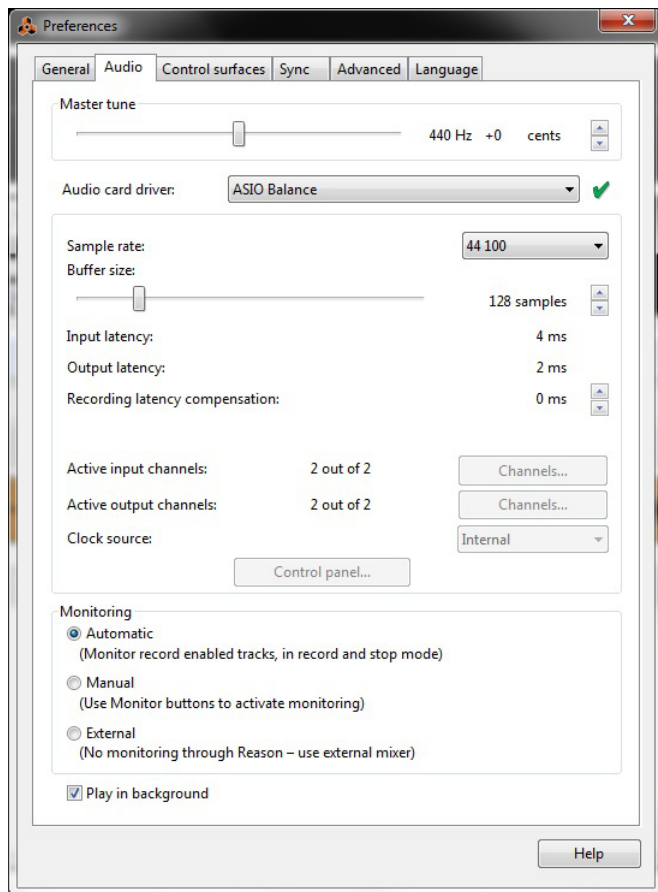 Preferences
General Audio Control surfaces Sync Advanced Language
Master tune
440 Hz +0 cents
Audio card driver: ASIO Balance
Sample rate: 44 100
Buffer size:
128 samples
Input latency: 4 ms
Output latency: 2 ms
Recording latency compensation: 0 ms
Active input channels: 2 out of 2 Channels...
Active output channels: 2 out of 2 Channels...
Clock source: Internal
Control panel...
Monitoring
Automatic
(Monitor record enabled tracks, in record and stop mode)
Manual
(Use Monitor buttons to activate monitoring)
External
(No monitoring through Reason – use external mixer)
Play in background
Help